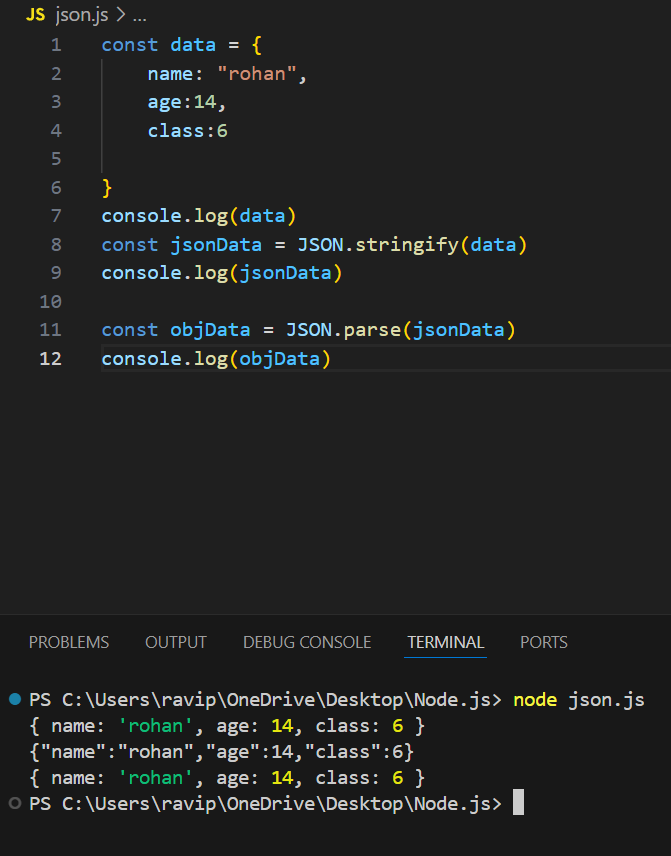 JS json.js > ...
1 const data = {
2     name: "rohan",
3     age:14,
4     class:6
5
6 }
7 console.log(data)
8 const jsonData = JSON.stringify(data)
9 console.log(jsonData)
10
11 const objData = JSON.parse(jsonData)
12 console.log(objData)
PROBLEMS OUTPUT DEBUG CONSOLE TERMINAL PORTS
PS C:\Users\ravip\OneDrive\Desktop\Node.js> node json.js
{ name: 'rohan', age: 14, class: 6 }
{"name":"rohan","age":14,"class":6}
{ name: 'rohan', age: 14, class: 6 }
PS C:\Users\ravip\OneDrive\Desktop\Node.js>